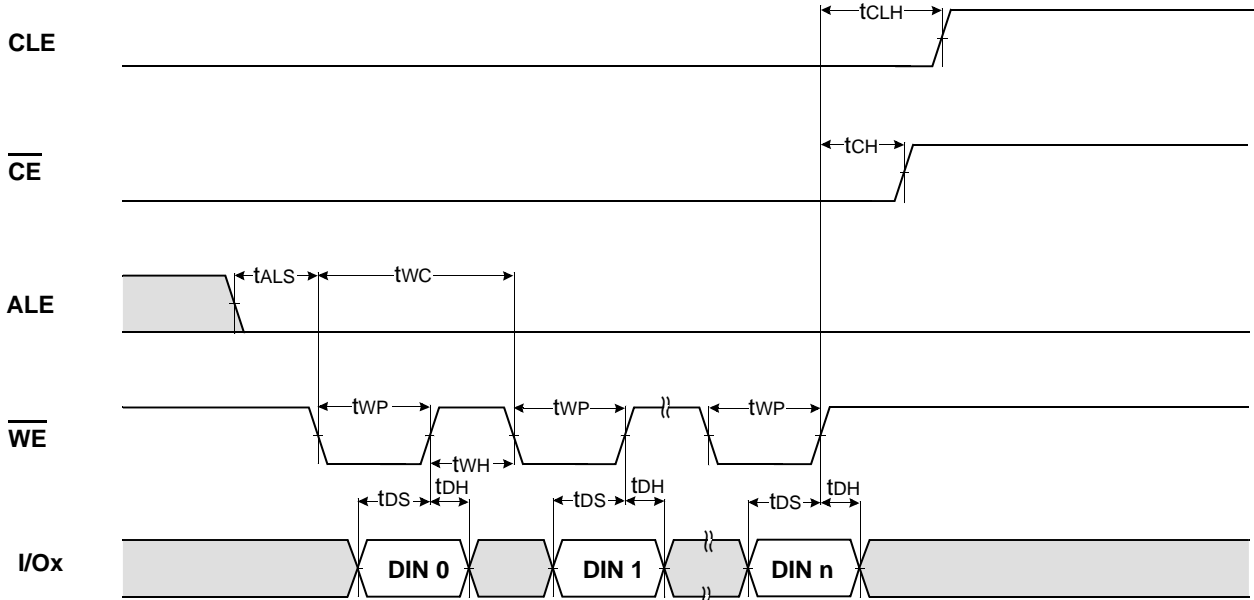 CLE
tCLH
CE
tCH
ALE
tALS
tWC
WE
tWP
tWP
tWP
tWH
tDS
tDH
tDS
tDH
tDS
tDH
I/Ox
DIN 0
DIN 1
DIN n